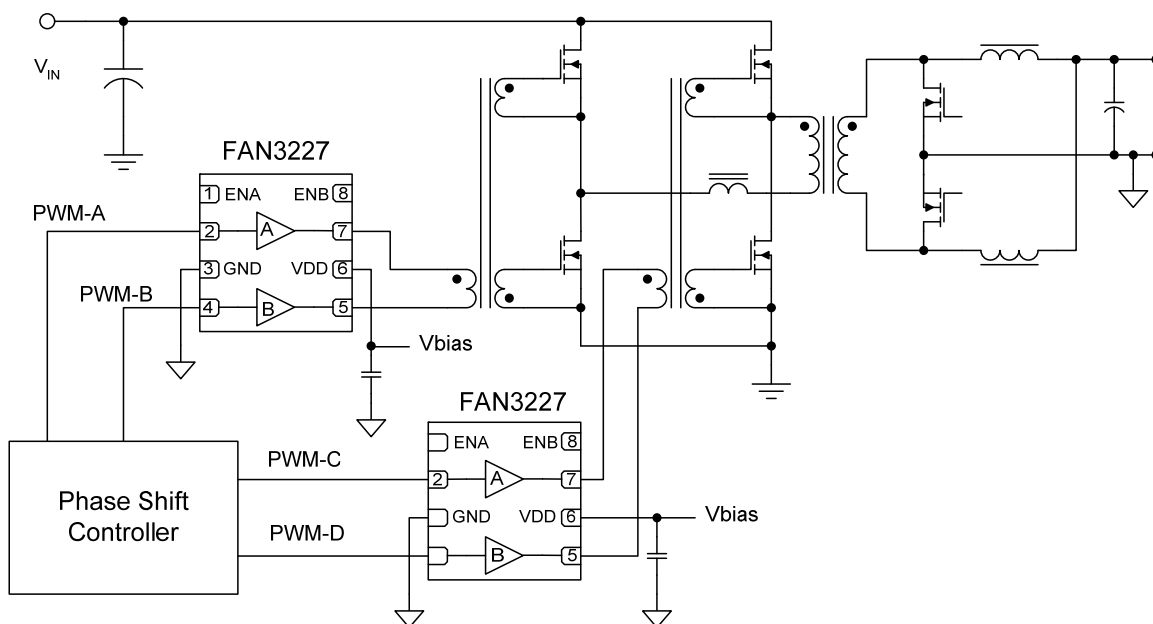 V IN
FAN3227
1 ENA ENB 8
PWM-A
2 A 7
3 GND VDD 6
PWM-B
4 B 5
Vbias
FAN3227
ENA ENB 8
PWM-C
2 A 7
GND VDD 6
Vbias
PWM-D
B 5
Phase Shift
Controller